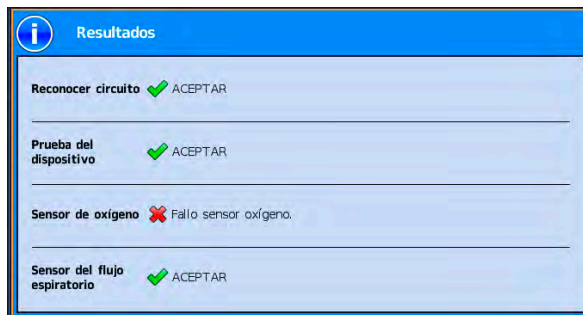 Resultados
Reconocer circuito ACEPTAR
Prueba del
dispositivo ACEPTAR
Sensor de oxígeno Fallo sensor oxígeno.
Sensor del flujo
espiratorio ACEPTAR